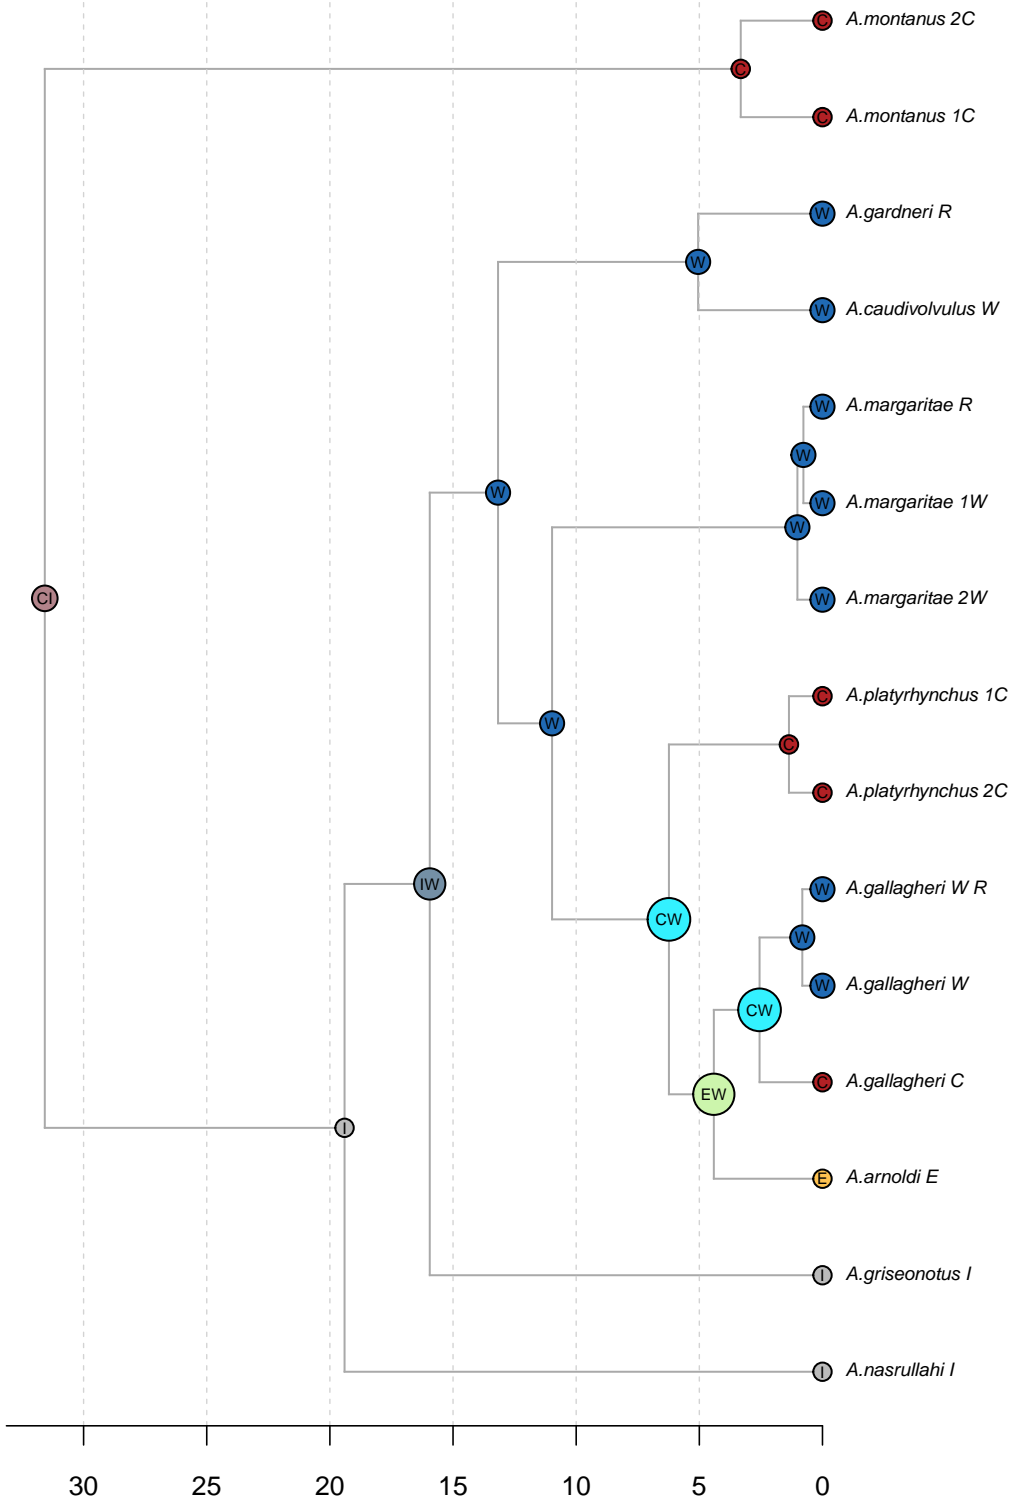 C A.montanus 2C
C
C A.montanus 1C
W A.gardneri R
W
W A.caudivolvulus W
W A.margaritae R
W
W
W A.margaritae 1W
W
CI
W A.margaritae 2W
C A.platyrhynchus 1C
W
C
C A.platyrhynchus 2C
IW
W A.gallagheri W R
CW
W
W A.gallagheri W
CW
C A.gallagheri C
EW
I
E A.arnoldi E
I A.griseonotus I
I A.nasrullahi I
30 25 20 15 10 5 0